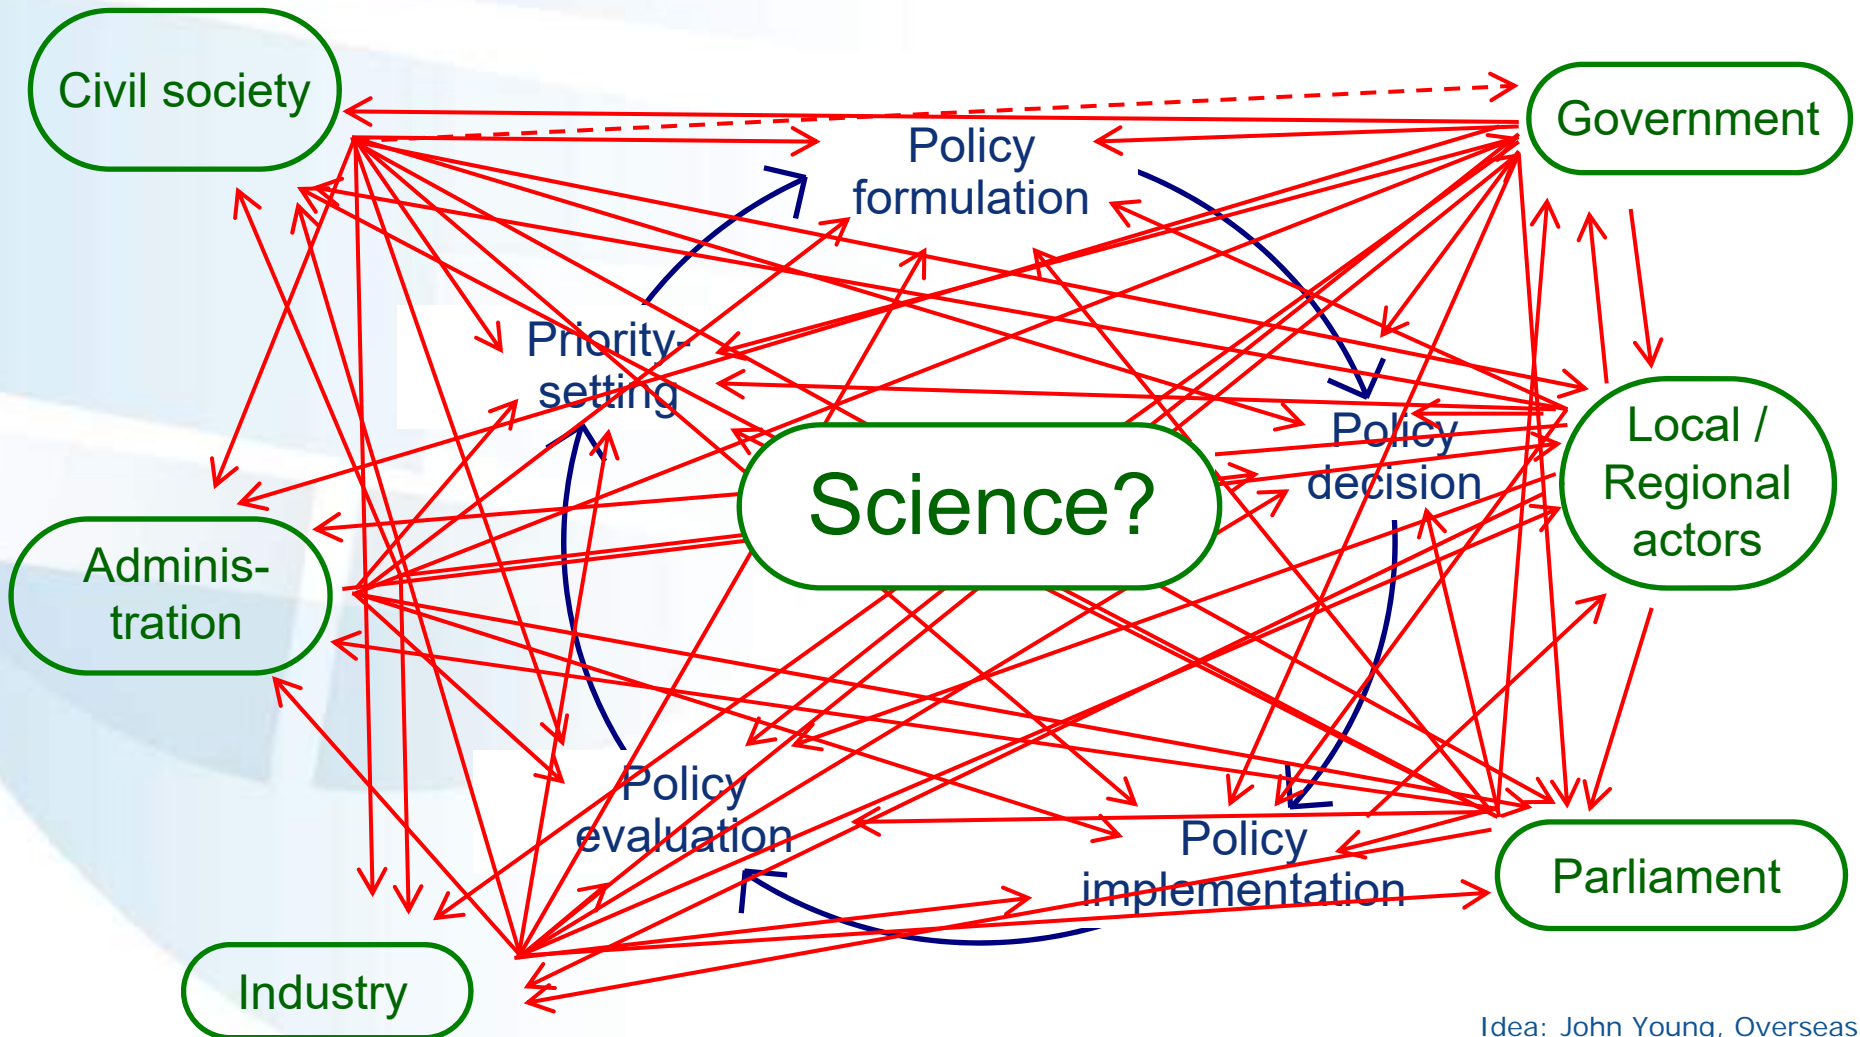 Civil society
Government
Policy
formulation
Priority-
setting
Policy
decision
Local /
Regional
actors
Science?
Adminis-
tration
Policy
evaluation
Policy
implementation
Parliament
Industry
Idea: John Young, Overseas